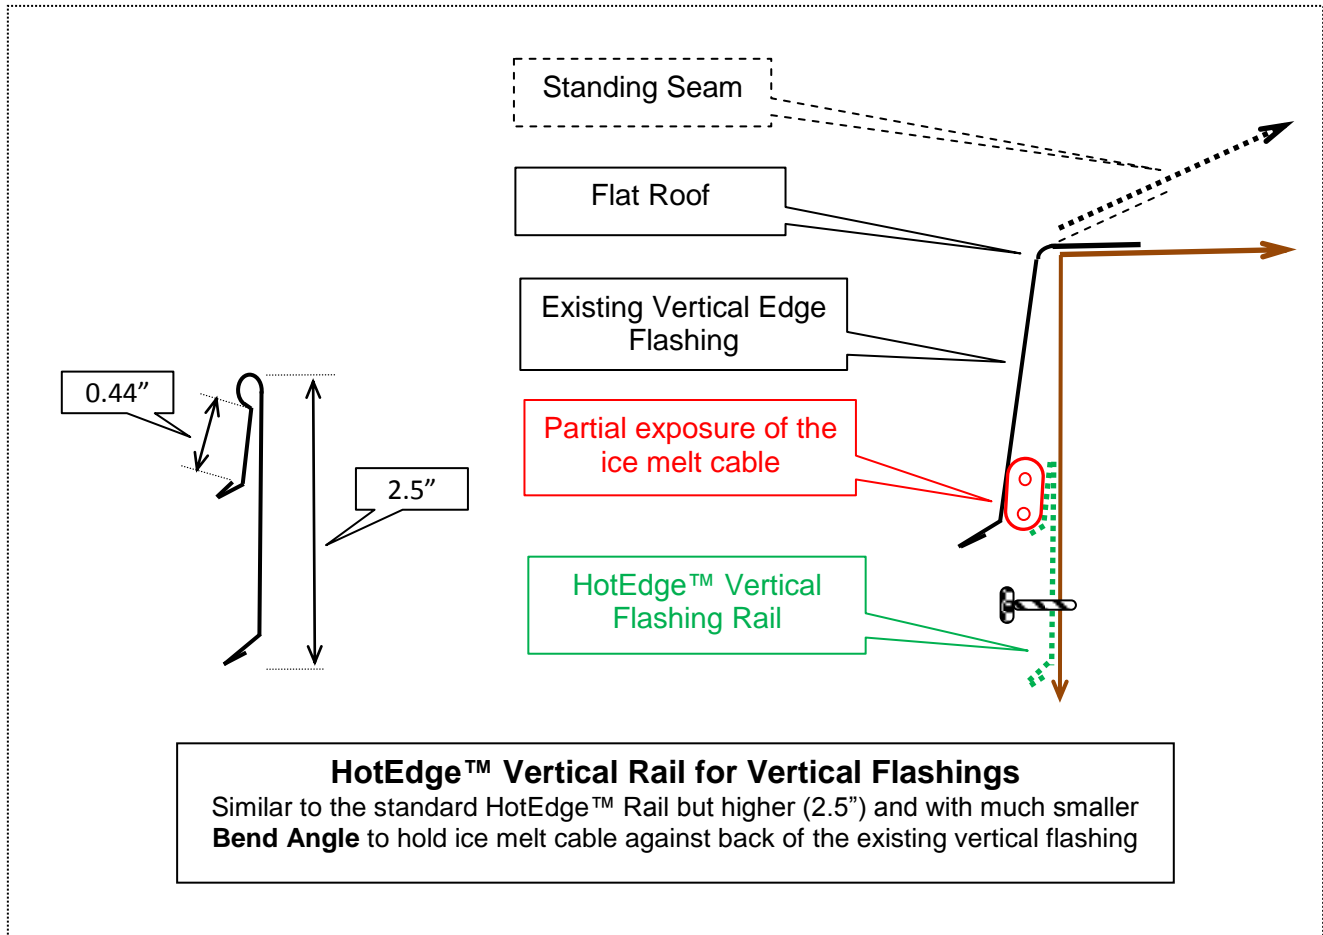 Standing Seam
Flat Roof
Existing Vertical Edge
Flashing
0.44”
Partial exposure of the
ice melt cable
2.5”
HotEdge™ Vertical
Flashing Rail
HotEdge™ Vertical Rail for Vertical Flashings
Similar to the standard HotEdge™ Rail but higher (2.5”) and with much smaller
Bend Angle to hold ice melt cable against back of the existing vertical flashing